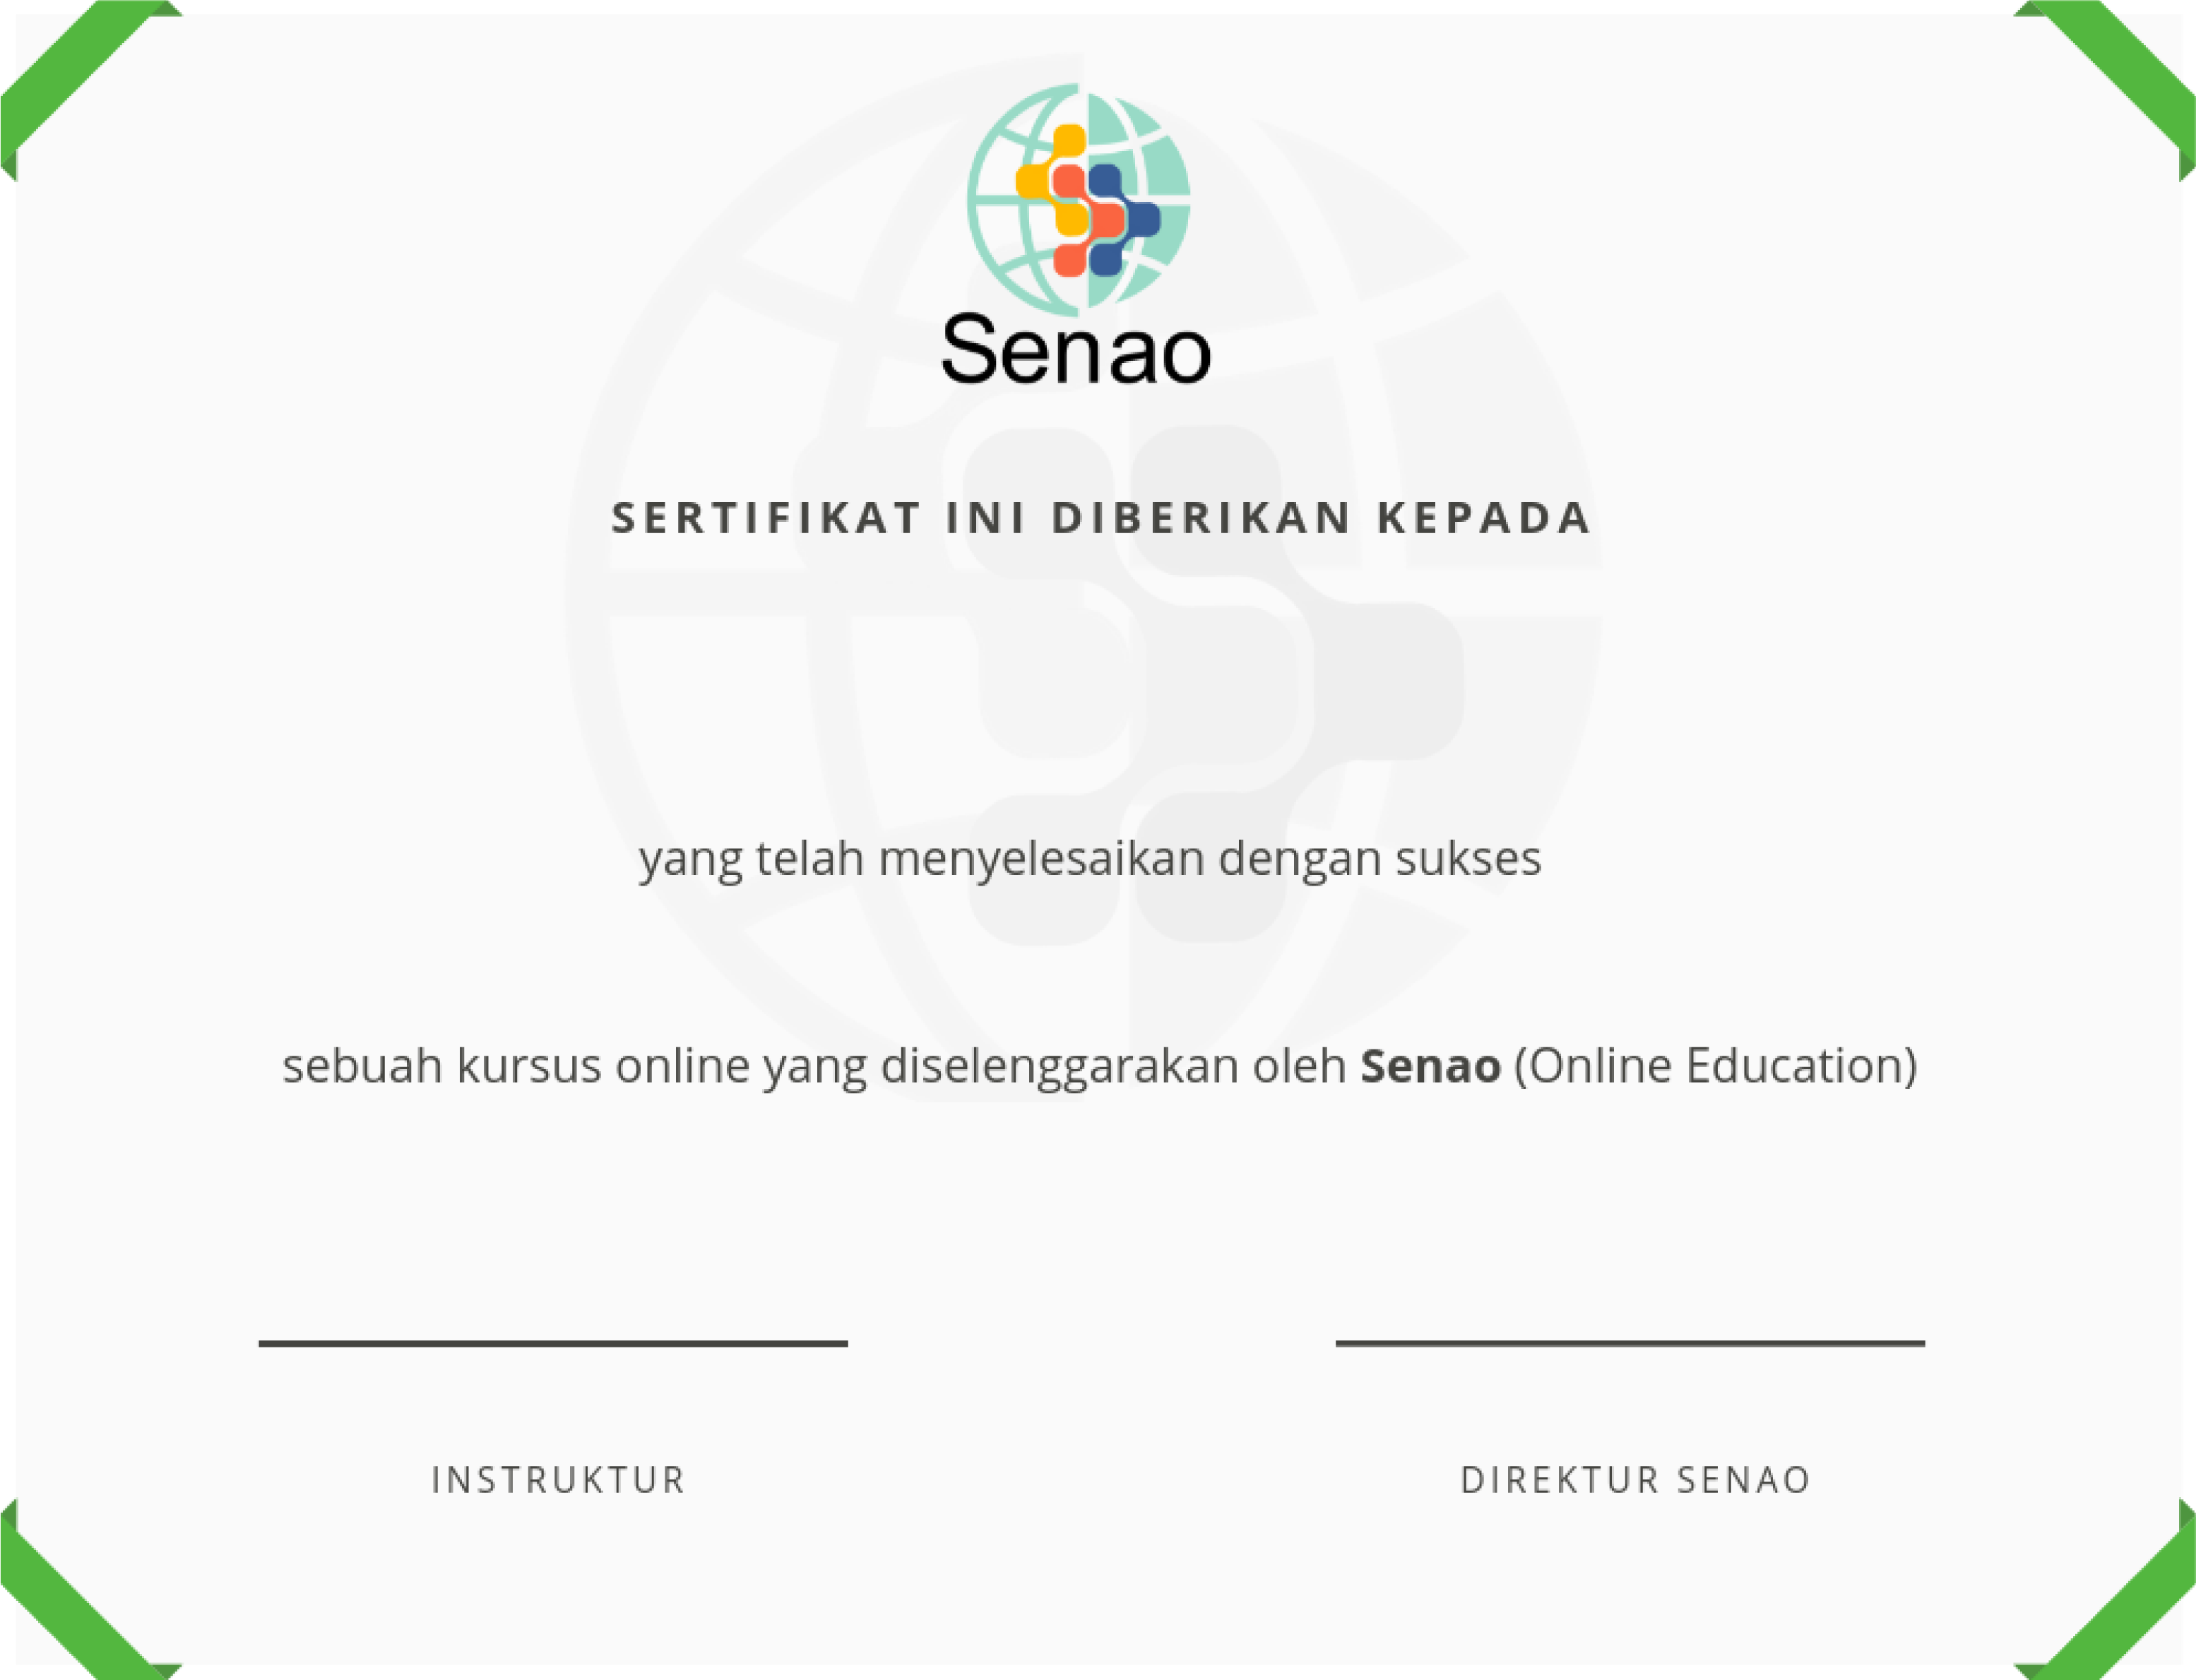 Senao
SERTIFIKAT INI DIBERIKAN KEPADA
yang telah menyelesaikan dengan sukses
sebuah kursus online yang diselenggarakan oleh Senao (Online Education)
INSTRUKTUR
DIREKTUR SENAO